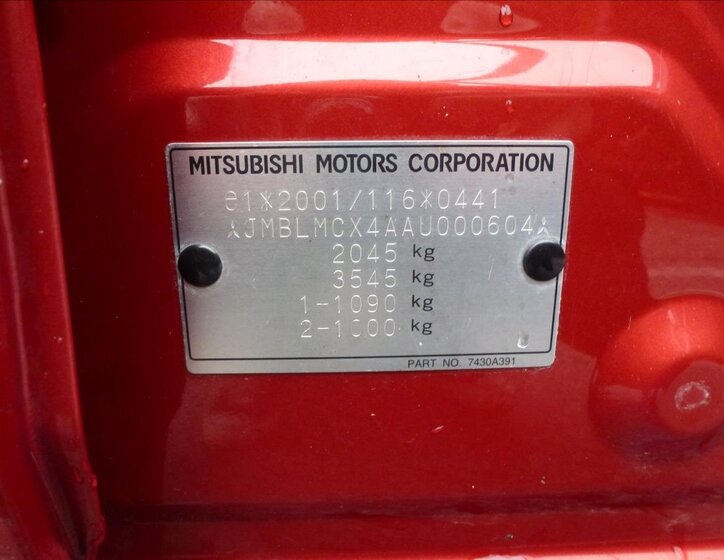 MITSUBISHI MOTORS CORPORATION
e1*2001/116*0441
*JMBLMCX4AAU000604*
2045 kg
3545 kg
1-1090 kg
2-1000 kg
PART NO. 7430A391